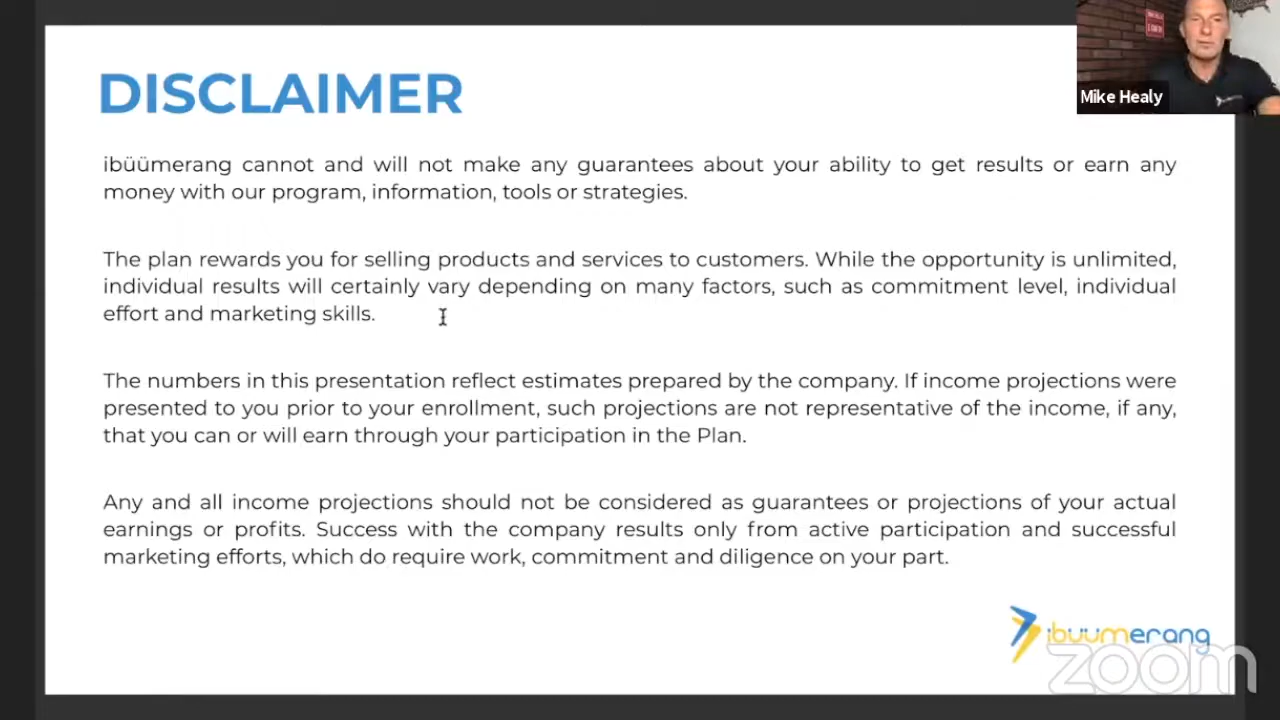 DISCLAIMER
Mike Healy
ibüümerang cannot and will not make any guarantees about your ability to get results or earn any
money with our program, information, tools or strategies.
The plan rewards you for selling products and services to customers. While the opportunity is unlimited,
individual results will certainly vary depending on many factors, such as commitment level, individual
effort and marketing skills.
The numbers in this presentation reflect estimates prepared by the company. If income projections were
presented to you prior to your enrollment, such projections are not representative of the income, if any,
that you can or will earn through your participation in the Plan.
Any and all income projections should not be considered as guarantees or projections of your actual
earnings or profits. Success with the company results only from active participation and successful
marketing efforts, which do require work, commitment and diligence on your part.
ibuumerang
zoom